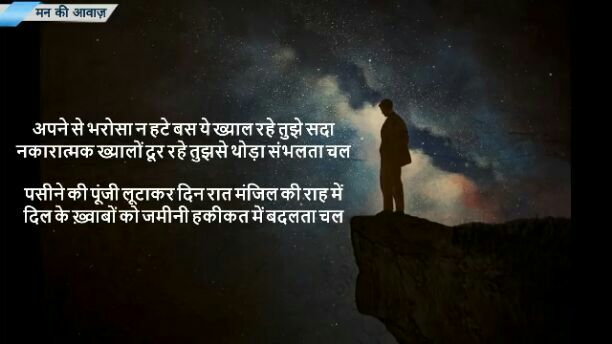 मन की आवाज़
अपने से भरोसा न हटे बस ये ख्याल रहे तुझे सदा
नकारात्मक ख्यालों दूर रहे तुझसे थोड़ा संभलता चल
पसीने की पूंजी लूटाकर दिन रात मंजिल की राह में
दिल के ख़्वाबों को जमीनी हकीकत में बदलता चल